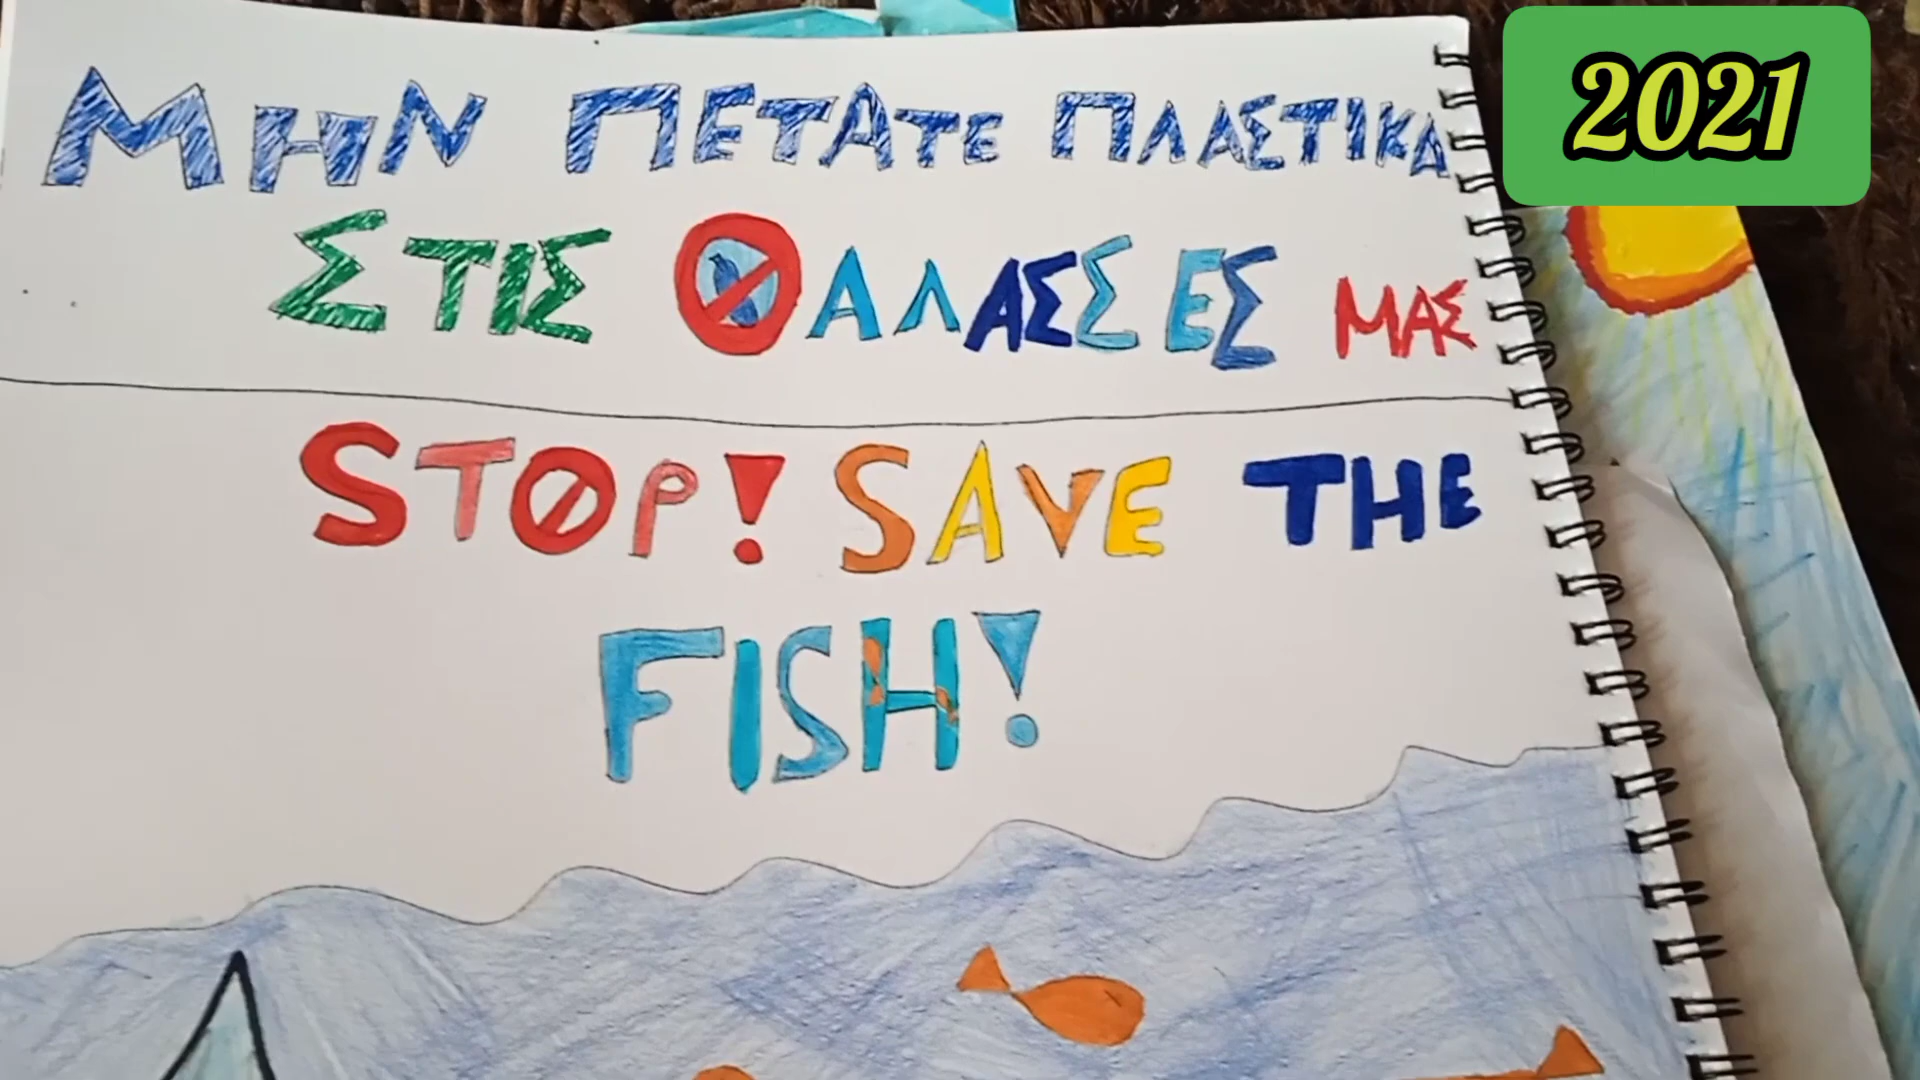 ΜΗΝ ΠΕΤΑΤΕ ΠΛΑΣΤΙΚΑ
ΣΤΙΣ ΘΑΛΑΣΣΕΣ ΜΑΣ
STOP! SAVE THE
FISH!
2021